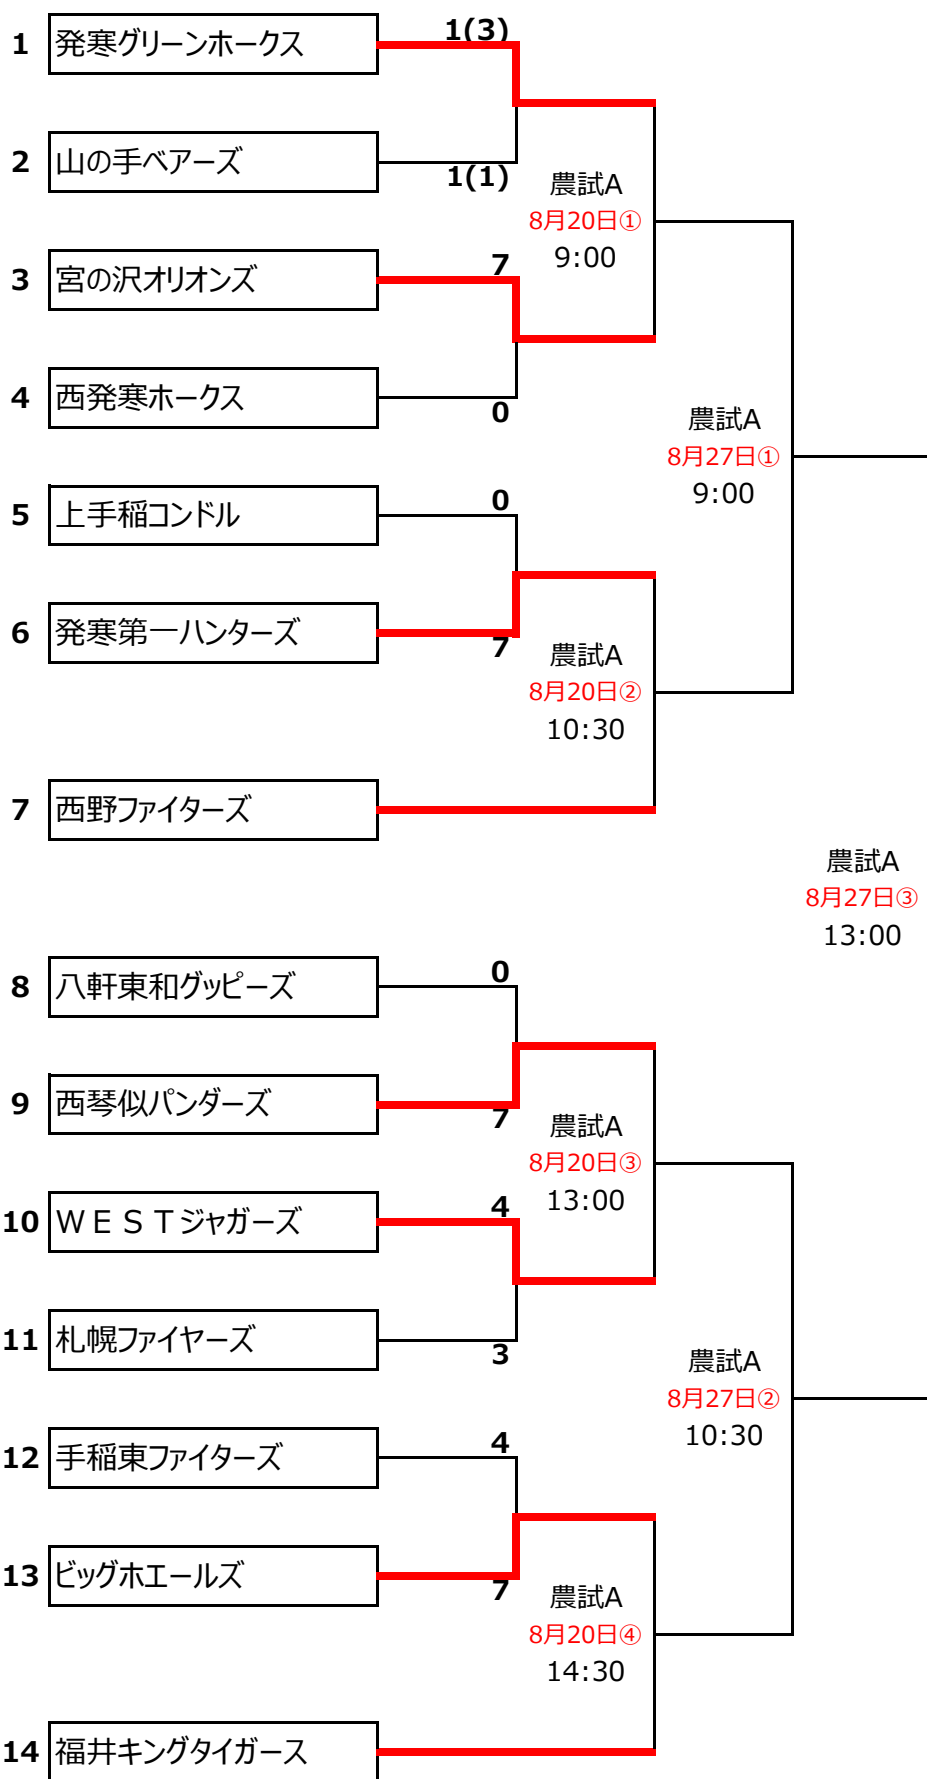 1 発寒グリーンホークス 1(3)
2 山の手ベアーズ 1(1)
農試A
8月20日①
9:00
3 宮の沢オリオンズ 7
4 西発寒ホークス 0
農試A
8月27日①
9:00
5 上手稲コンドル 0
6 発寒第一ハンターズ 7
農試A
8月20日②
10:30
7 西野ファイターズ
農試A
8月27日③
13:00
8 八軒東和グッピーズ 0
9 西琴似パンダーズ 7
農試A
8月20日③
13:00
10 ＷＥＳＴジャガーズ 4
11 札幌ファイヤーズ 3
農試A
8月27日②
10:30
12 手稲東ファイターズ 4
13 ビッグホエールズ 7
農試A
8月20日④
14:30
14 福井キングタイガース